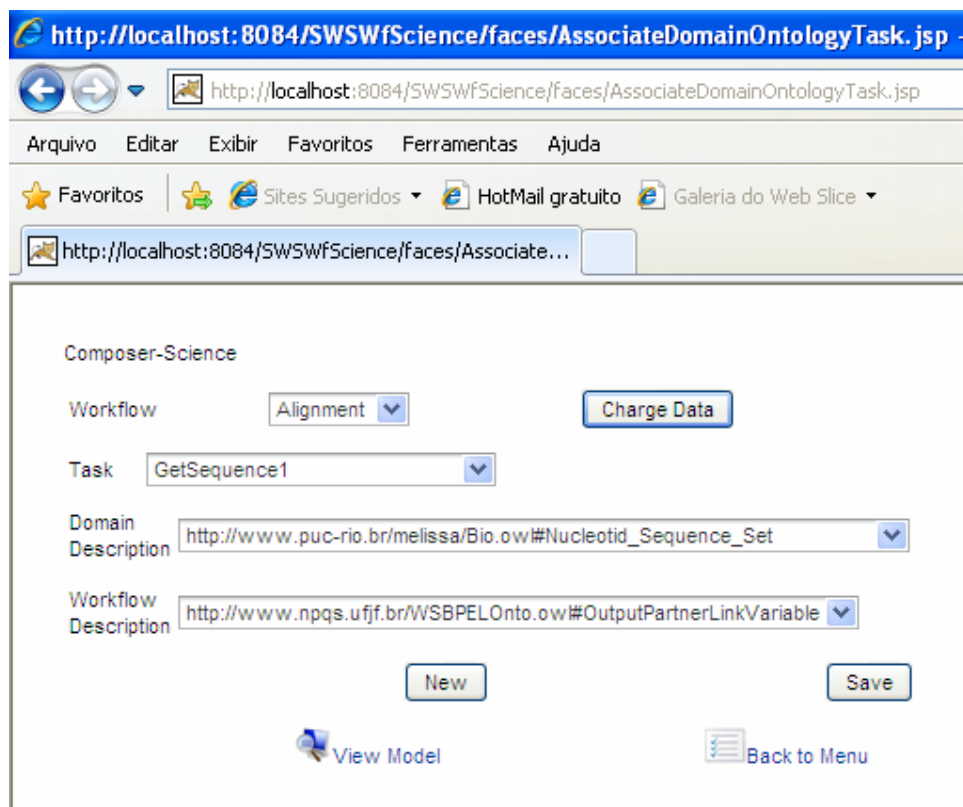 http://localhost:8084/SWSWfScience/faces/AssociateDomainOntologyTask.jsp -
http://localhost:8084/SWSWfScience/faces/AssociateDomainOntologyTask.jsp
Arquivo Editar Exibir Favoritos Ferramentas Ajuda
Favoritos Sites Sugeridos HotMail gratuito Galeria do Web Slice
http://localhost:8084/SWSWfScience/faces/Associate...
Composer-Science
Workflow Alignment Charge Data
Task GetSequence1
Domain
Description http://www.puc-rio.br/melissa/Bio.owl#Nucleotid_Sequence_Set
Workflow
Description http://www.npqs.ufjf.br/WSBPELOnto.owl#OutputPartnerLinkVariable
New Save
View Model Back to Menu